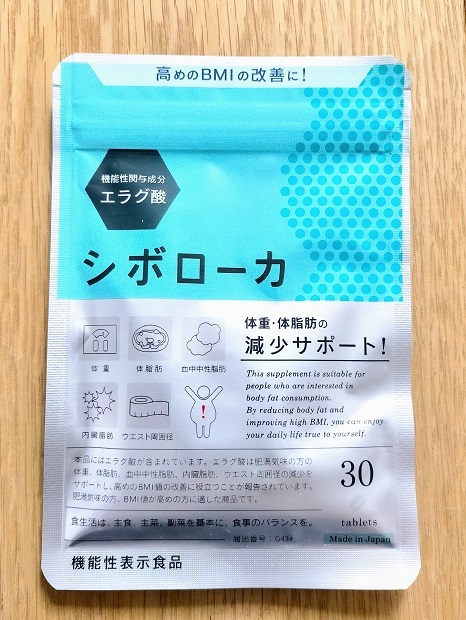 高めのBMIの改善に!
機能性関与成分
エラグ酸
シボローカ
体重・体脂肪の
減少サポート!
体重
体脂肪
血中中性脂肪
内臓脂肪
ウエスト周囲径
!
This supplement is suitable for
people who are interested in
body fat consumption.
By reducing body fat and
improving high BMI, you can enjoy
your daily life true to yourself.
本品にはエラグ酸が含まれています。エラグ酸は肥満気味の方の
体重、体脂肪、血中中性脂肪、内臓脂肪、ウエスト周囲径の減少を
サポートし、高めのBMI値の改善に役立つことが報告されています。
肥満気味の方、BMI値が高めの方に適した商品です。
30
tablets
食生活は、主食、主菜、副菜を基本に、食事のバランスを。
届出番号:G434
Made in Japan
機能性表示食品